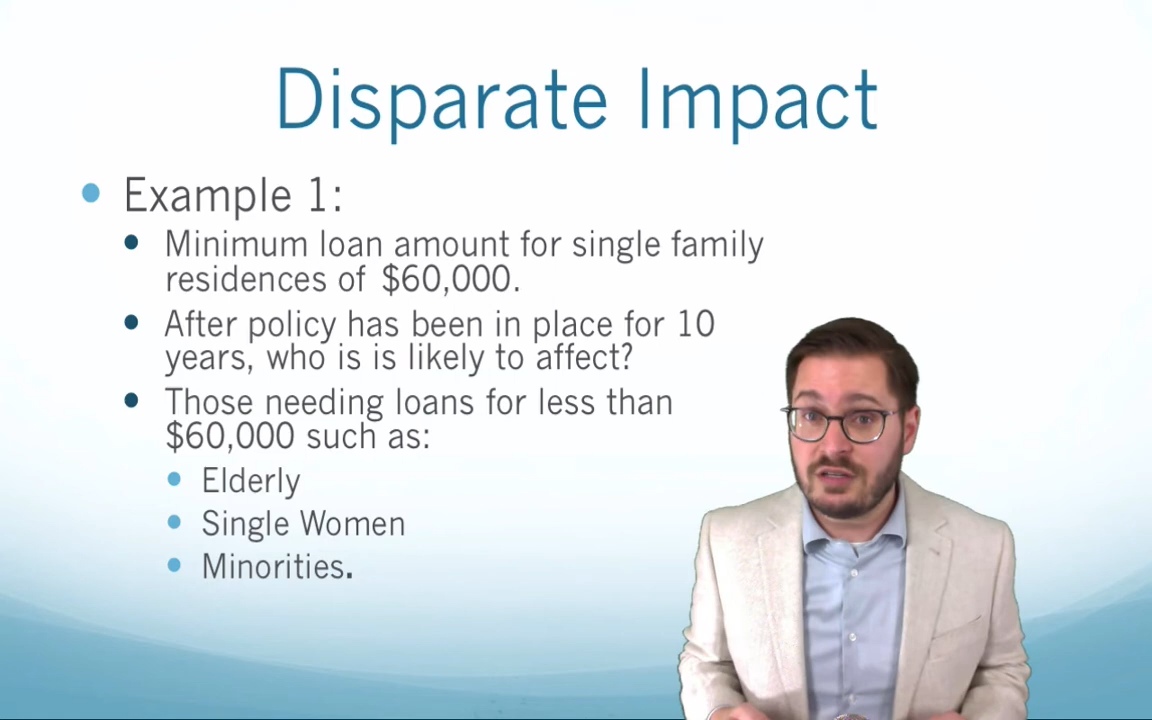 Disparate Impact
Example 1:
Minimum loan amount for single family
residences of $60,000.
After policy has been in place for 10
years, who is is likely to affect?
Those needing loans for less than
$60,000 such as:
Elderly
Single Women
Minorities.